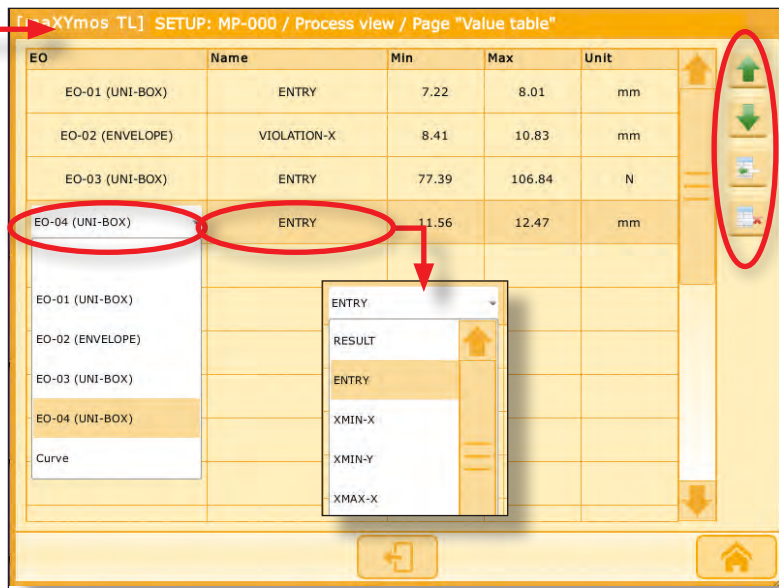 [maXYmos TL] SETUP: MP-000 / Process view / Page "Value table"
EO Name Min Max Unit
EO-01 (UNI-BOX) ENTRY 7.22 8.01 mm
EO-02 (ENVELOPE) VIOLATION-X 8.41 10.83 mm
EO-03 (UNI-BOX) ENTRY 77.39 106.84 N
EO-04 (UNI-BOX) ENTRY 11.56 12.47 mm
EO-01 (UNI-BOX)
EO-02 (ENVELOPE)
EO-03 (UNI-BOX)
EO-04 (UNI-BOX)
Curve
ENTRY
RESULT
ENTRY
XMIN-X
XMIN-Y
XMAX-X